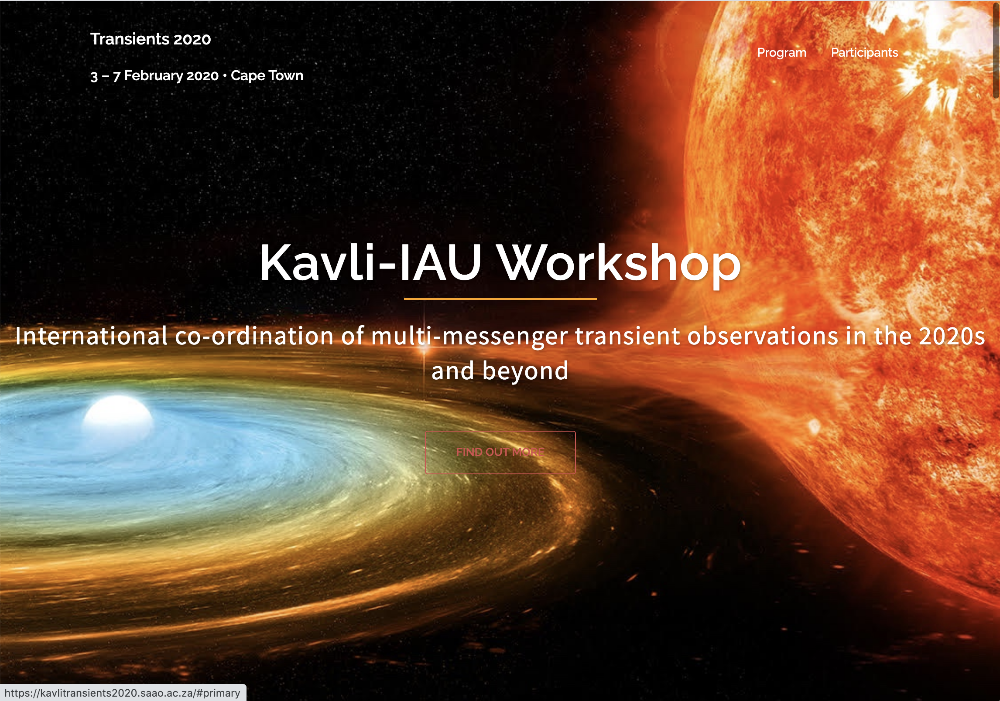 Transients 2020
3 – 7 February 2020 • Cape Town
Program
Participants
Kavli-IAU Workshop
International co-ordination of multi-messenger transient observations in the 2020s
and beyond
FIND OUT MORE
https://kavlitransients2020.saao.ac.za/#primary